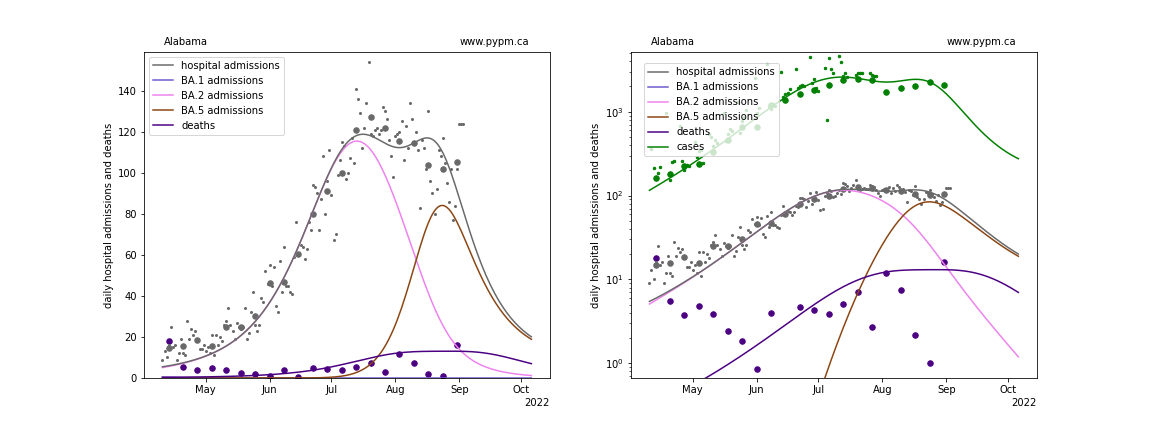 Alabama
www.pypm.ca
hospital admissions
BA.1 admissions
BA.2 admissions
BA.5 admissions
deaths
daily hospital admissions and deaths
140
120
100
80
60
40
20
0
May
Jun
Jul
Aug
Sep
Oct
2022
Alabama
www.pypm.ca
hospital admissions
BA.1 admissions
BA.2 admissions
BA.5 admissions
deaths
cases
daily hospital admissions and deaths
10³
10²
10¹
10⁰
May
Jun
Jul
Aug
Sep
Oct
2022